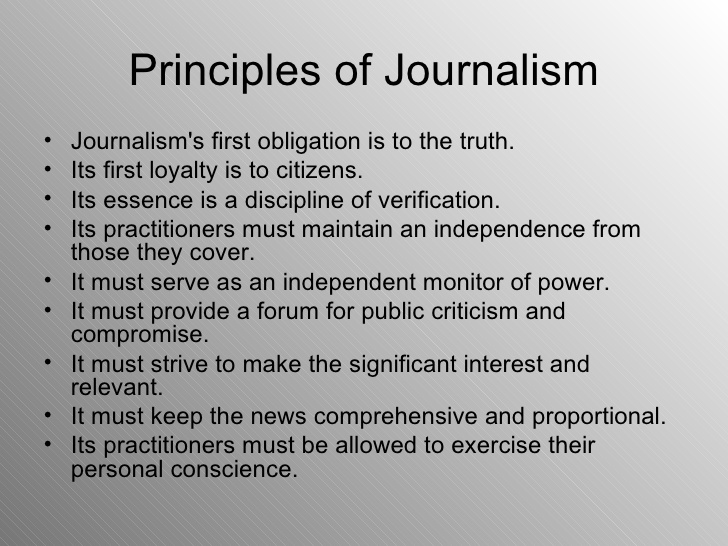 Principles of Journalism
• Journalism's first obligation is to the truth.
• Its first loyalty is to citizens.
• Its essence is a discipline of verification.
• Its practitioners must maintain an independence from
those they cover.
• It must serve as an independent monitor of power.
• It must provide a forum for public criticism and
compromise.
• It must strive to make the significant interest and
relevant.
• It must keep the news comprehensive and proportional.
• Its practitioners must be allowed to exercise their
personal conscience.